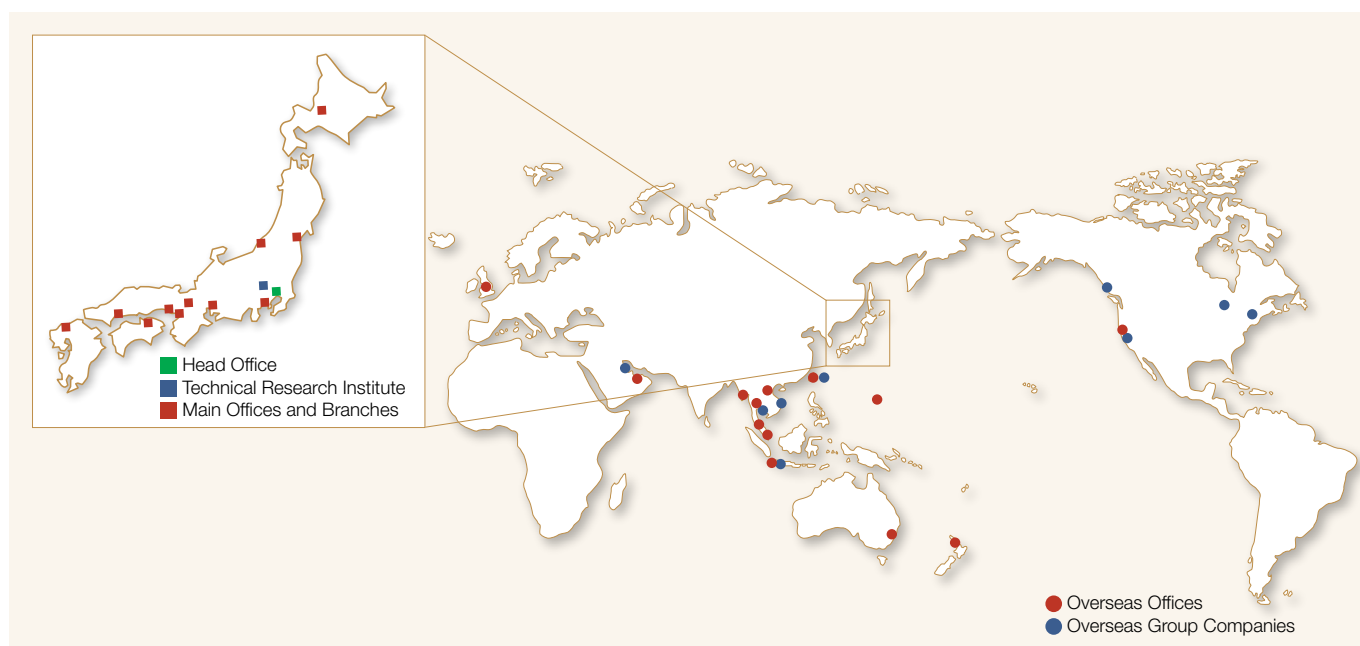 Head Office
Technical Research Institute
Main Offices and Branches
Overseas Offices
Overseas Group Companies